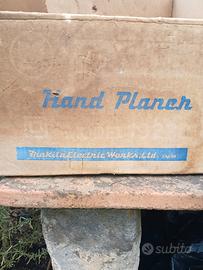 Hand Planer
Makita Electric Works, Ltd.
subito